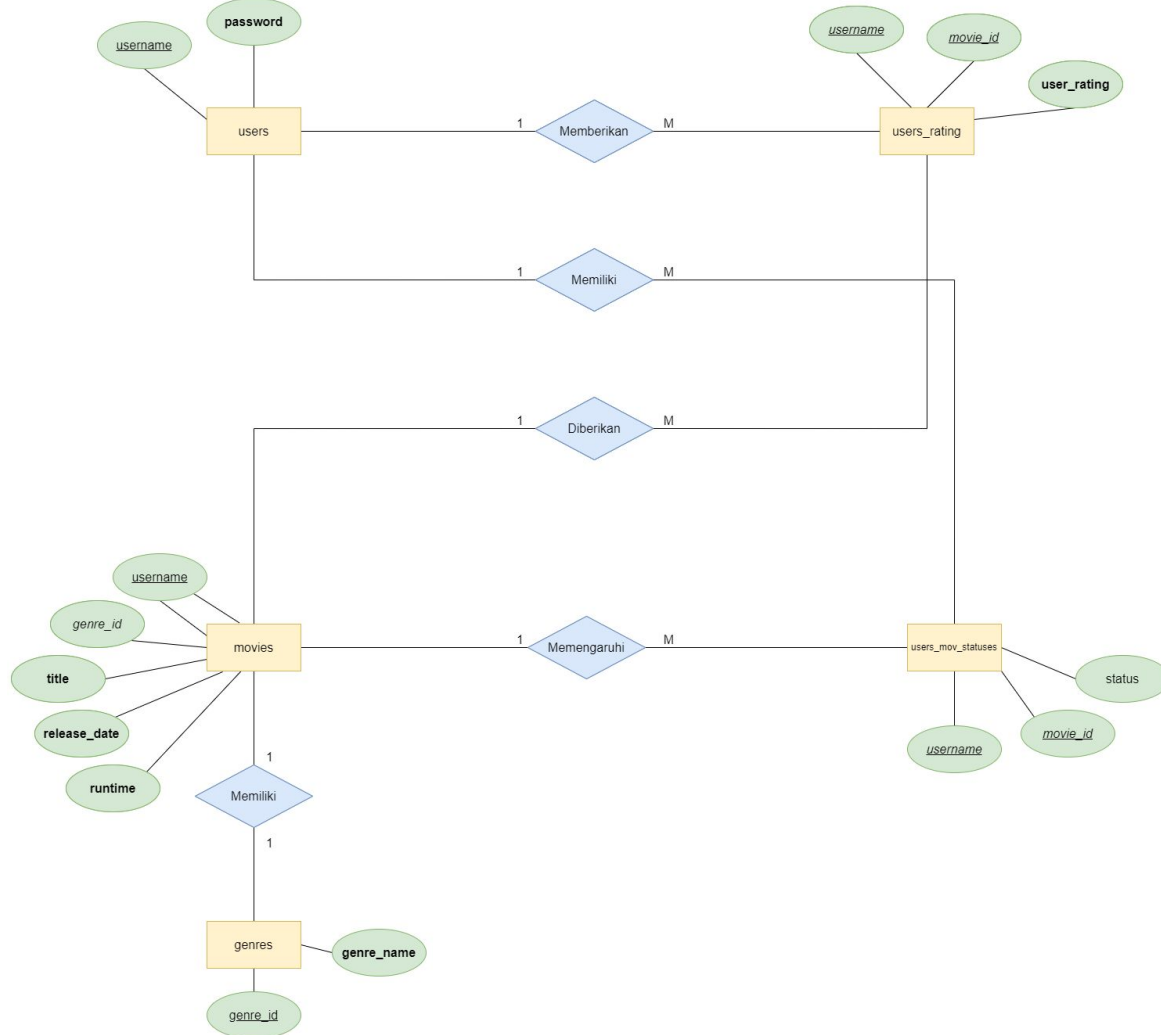 password
username
username
movie_id
user_rating
users
1
Memberikan
M
users_rating
1
Memiliki
M
1
Diberikan
M
username
genre_id
movies
1
Memengaruhi
M
users_mov_statuses
title
status
release_date
movie_id
username
runtime
1
Memiliki
1
genres
genre_name
genre_id